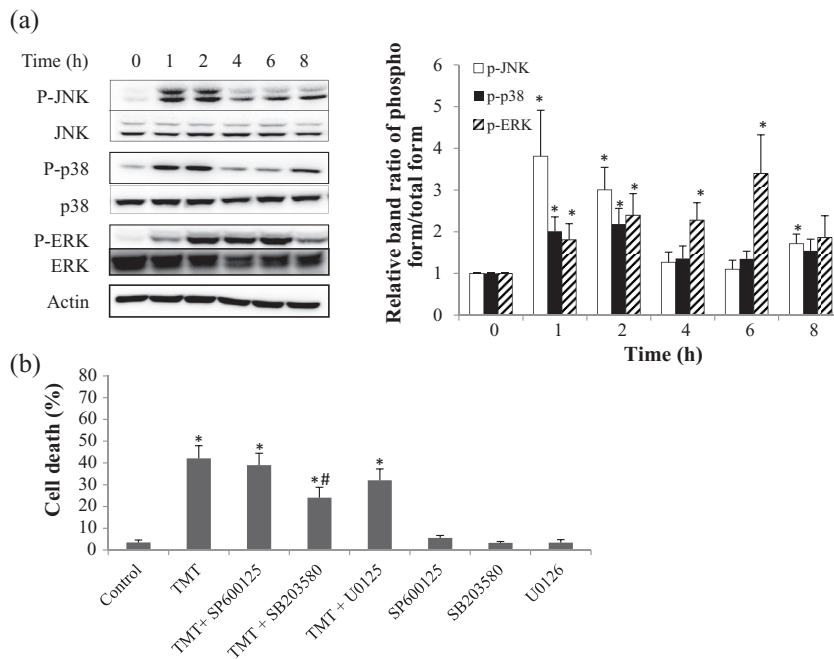 (a)
Time (h) 0 1 2 4 6 8
P-JNK
JNK
P-p38
p38
P-ERK
ERK
Actin
Relative band ratio of phospho
form/total form
6
5
4
3
2
1
0
p-JNK
p-p38
p-ERK
* * * * * * * * *
0 1 2 4 6 8
Time (h)
(b)
Cell death (%)
80
70
60
50
40
30
20
10
0
* * *# *
Control
TMT
TMT+ SP600125
TMT + SB203580
TMT + U0125
SP600125
SB203580
U0126